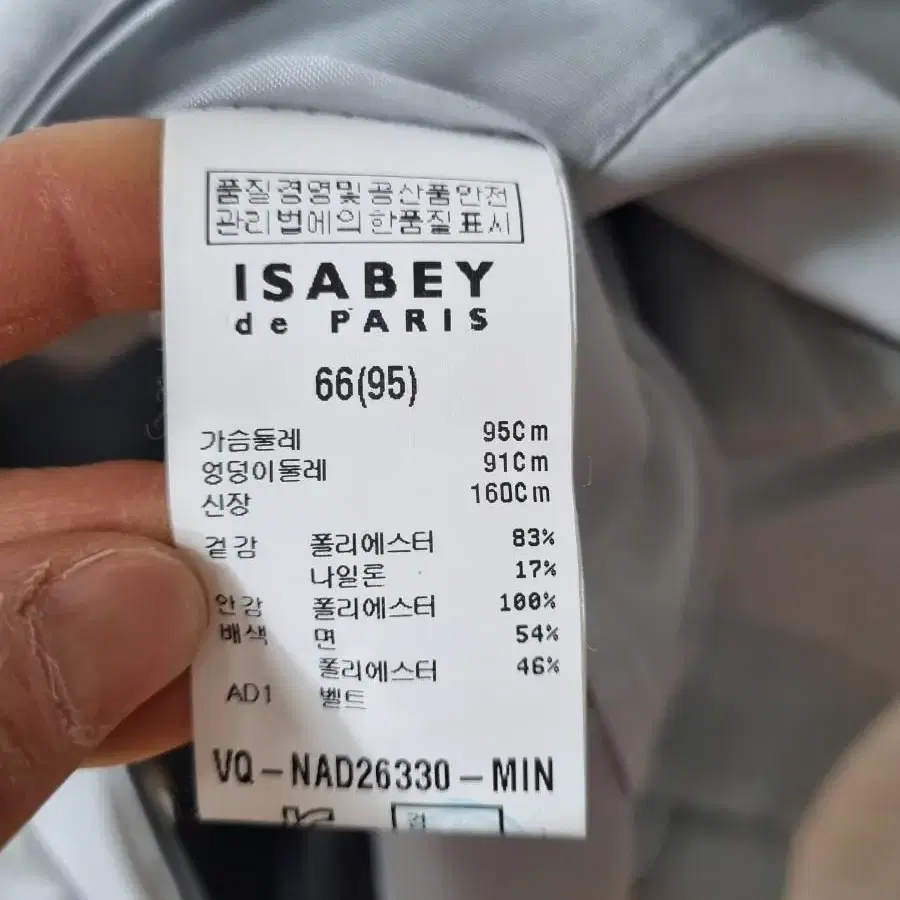 품질경영및공산품안전
관리법에의한품질표시
ISABEY
de PARIS
66(95)
가슴둘레 95Cm
엉덩이둘레 91Cm
신장 160Cm
겉감 폴리에스터 83%
나일론 17%
안감 폴리에스터 100%
배색 면 54%
폴리에스터 46%
AD1 벨트
VQ-NAD26330-MIN